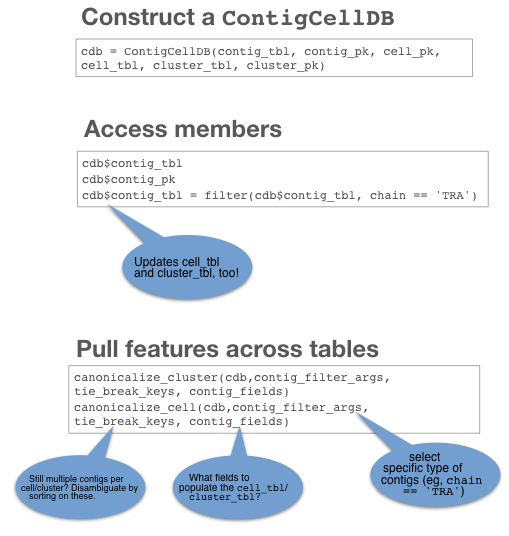 Construct a ContigCellDB
cdb = ContigCellDB(contig_tbl, contig_pk, cell_pk,
cell_tbl, cluster_tbl, cluster_pk)
Access members
cdb$contig_tbl
cdb$contig_pk
cdb$contig_tbl = filter(cdb$contig_tbl, chain == 'TRA')
Updates cell_tbl
and cluster_tbl, too!
Pull features across tables
canonicalize_cluster(cdb,contig_filter_args,
tie_break_keys, contig_fields)
canonicalize_cell(cdb,contig_filter_args,
tie_break_keys, contig_fields)
Still multiple contigs per
cell/cluster? Disambiguate by
sorting on these.
What fields to
populate the cell_tbl/
cluster_tbl?
select
specific type of
contigs (eg, chain
== 'TRA')